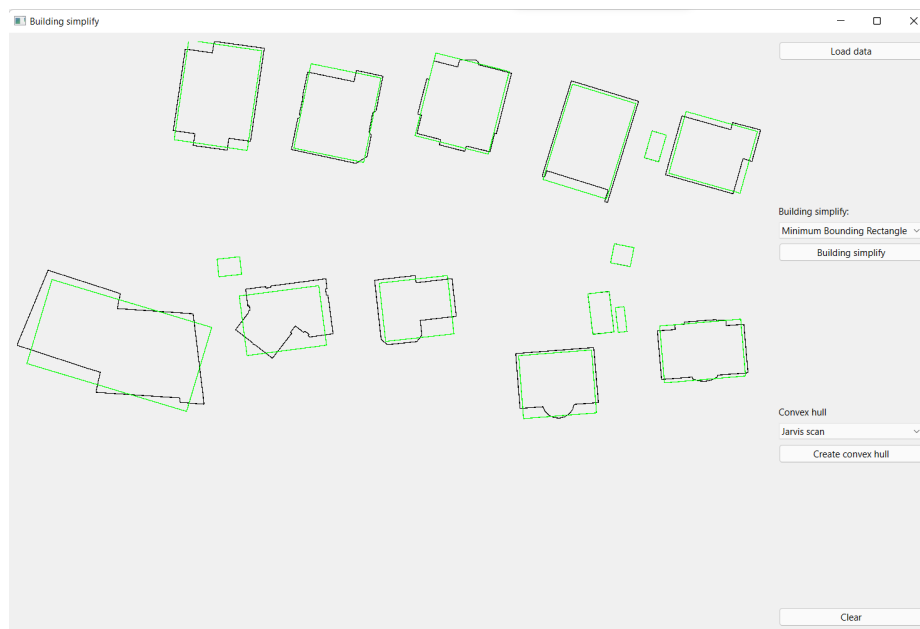 Building simplify
Load data
Building simplify:
Minimum Bounding Rectangle
Building simplify
Convex hull
Jarvis scan
Create convex hull
Clear